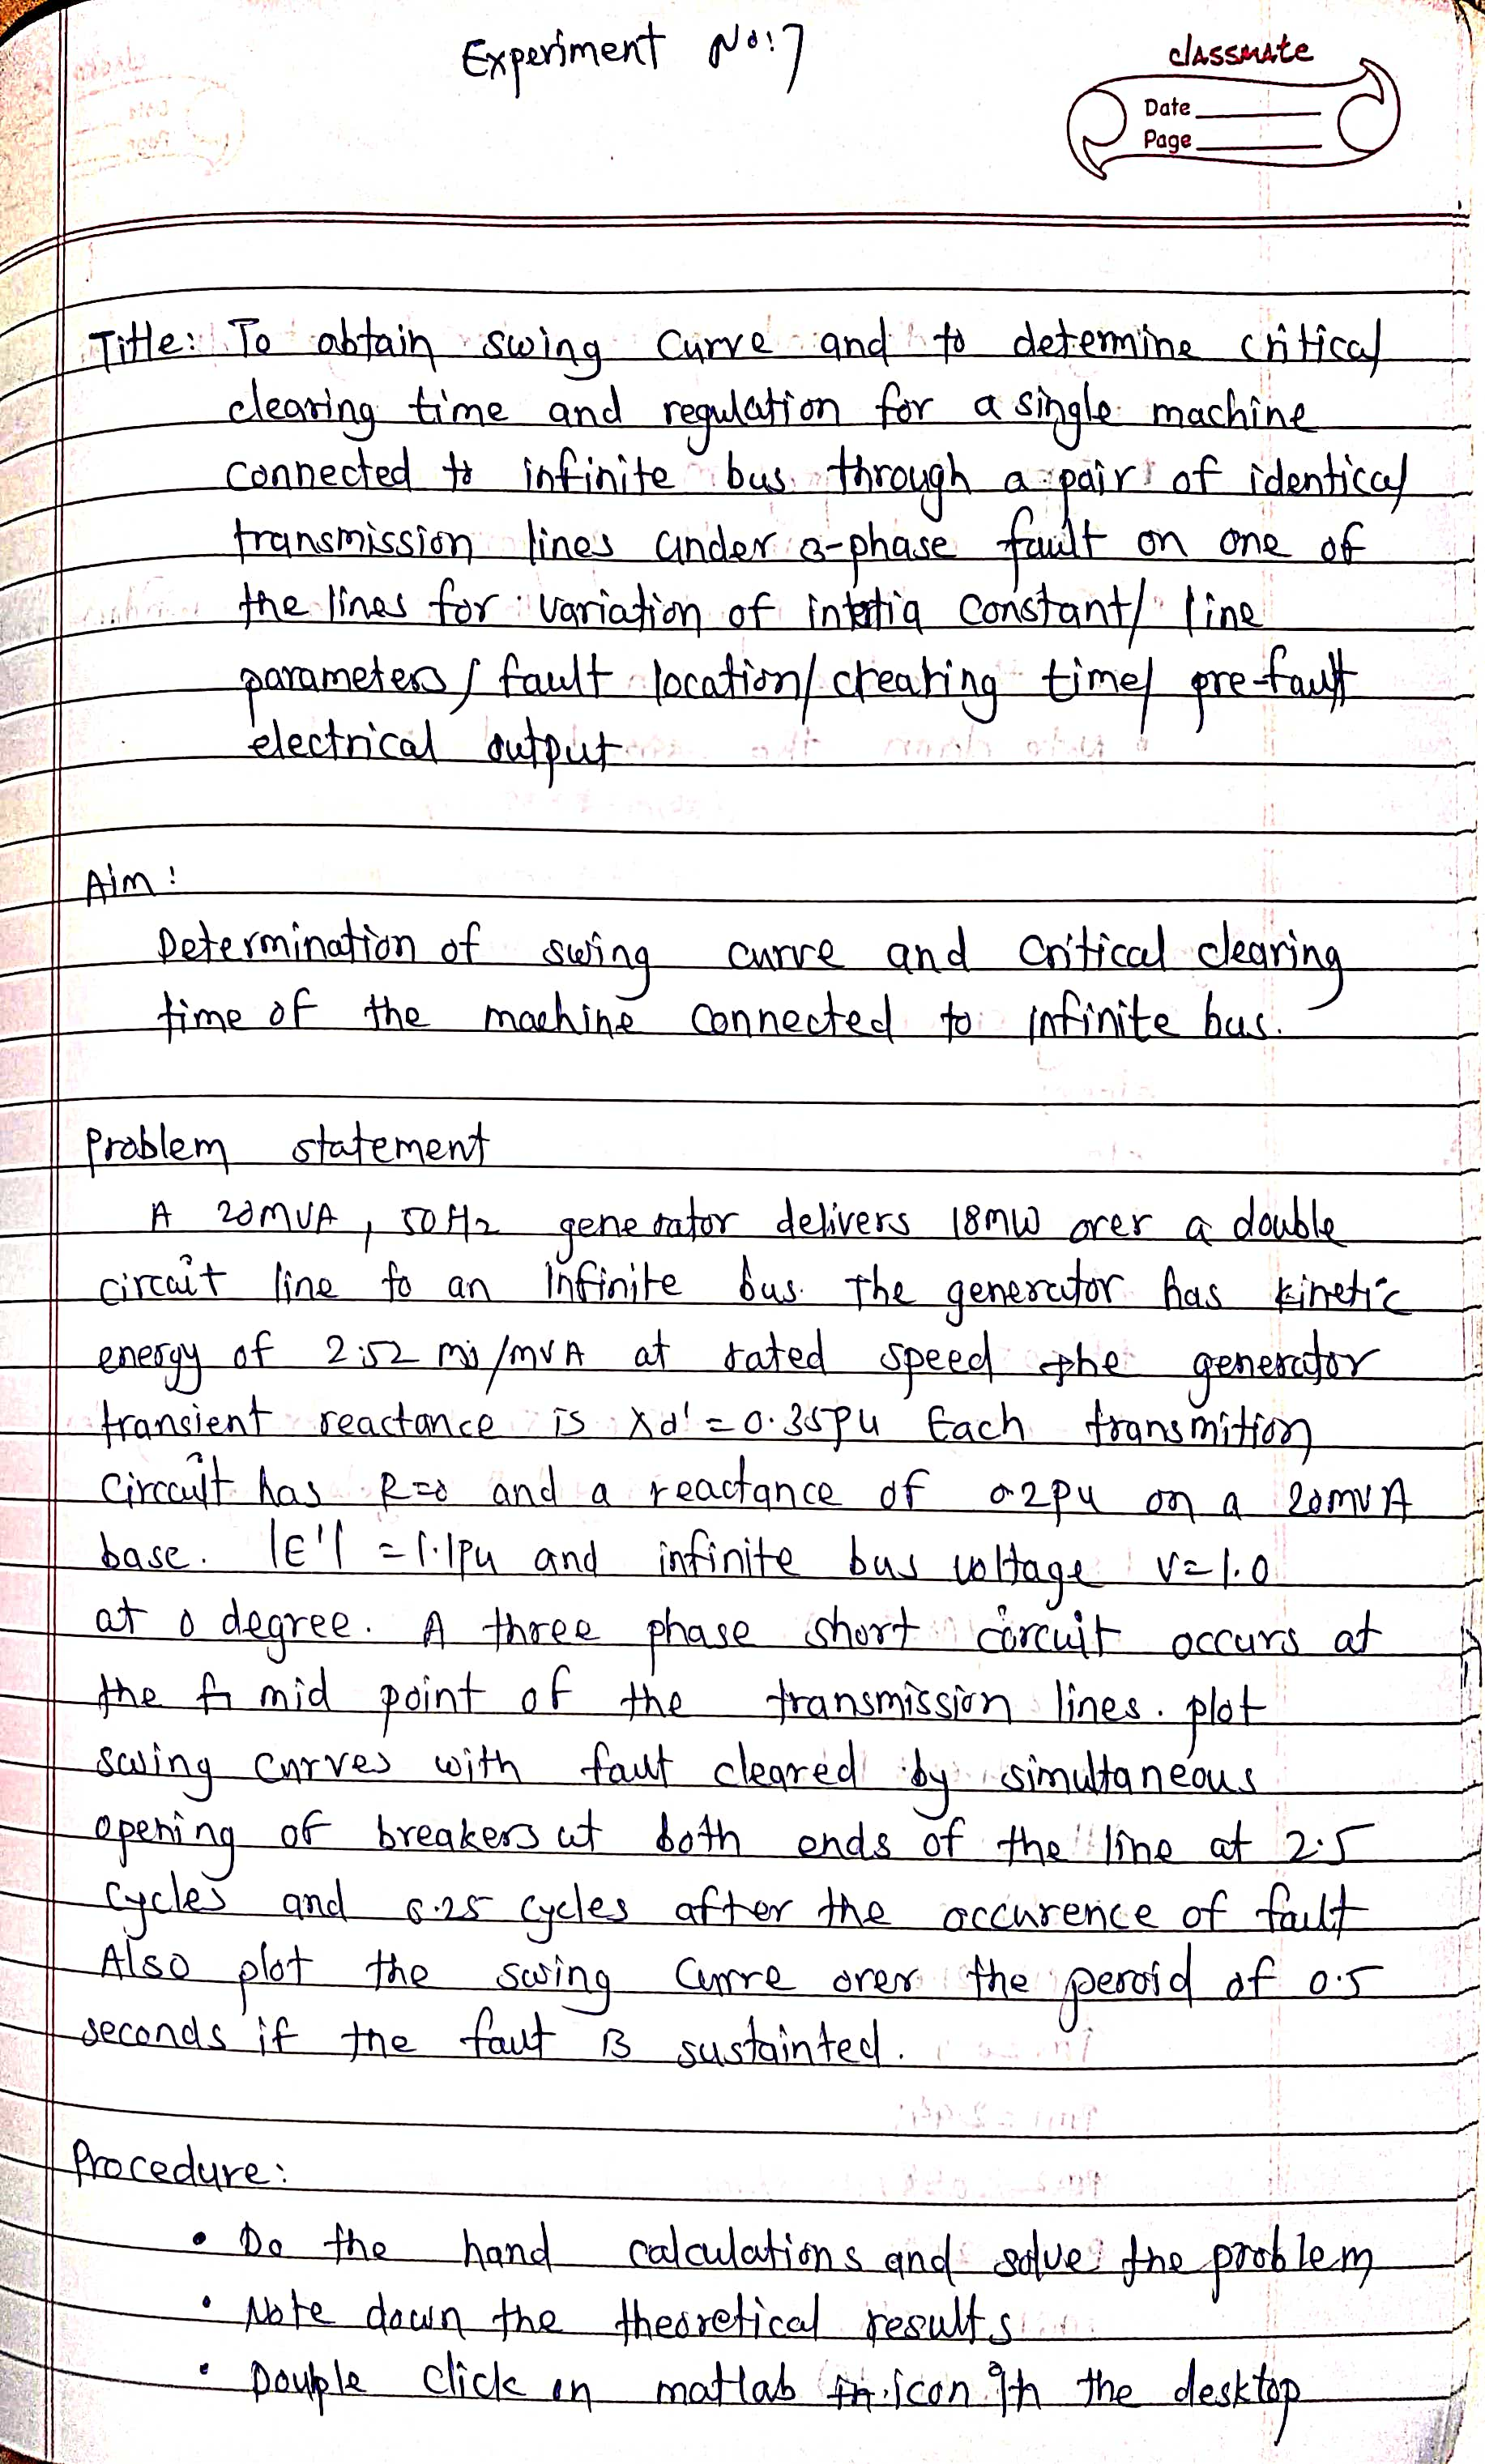 Experiment No:7
classmate
Date
Page
Title: To obtain swing curve and to determine critical
clearing time and regulation for a single machine
connected to infinite bus through a pair of identical
transmission lines under 3-phase fault on one of
the lines for variation of intertia constant/ line
parameters/ fault location/ crearing time/ pre-fault
electrical output
Aim:
Determination of swing curve and critical clearing
time of the machine connected to infinite bus.
problem statement
A 20MVA, 50Hz generator delivers 18MW over a double
circuit line to an infinite bus. The generator has kinetic
energy of 2.52 MJ/MVA at rated speed the generator
transient reactance is Xd'=0.35pu Each transmition
circuit has R=0 and a reactance of 0.2pu on a 20MVA
base. |E'| = 1.1pu and infinite bus voltage V=1.0
at 0 degree. A three phase short circuit occurs at
the mid point of the transmission lines. plot
swing curves with faut cleared by simultaneous
opening of breakers at both ends of the line at 2.5
cycles and 6.25 cycles after the accurence of fault
Also plot the swing curve over the peroid of 0.5
seconds if the faut is sustainted.
Procedure:
• Do the hand calculations and solve the problem
• Note down the theoretical results
• Double click on matlab icon in the desktop